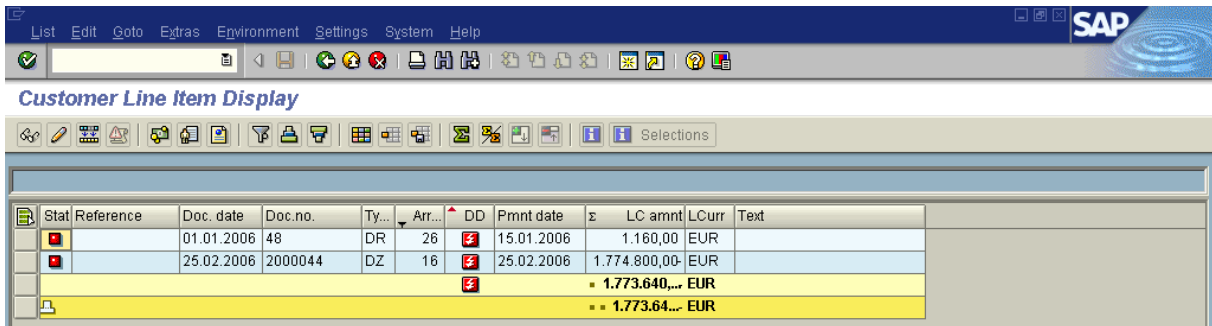 List Edit Goto Extras Environment Settings System Help
SAP
Customer Line Item Display
Selections
Stat Reference Doc. date Doc.no. Ty... Arr... DD Pmnt date Σ LC amnt LCurr Text
01.01.2006 48 DR 26 15.01.2006 1.160,00 EUR
25.02.2006 2000044 DZ 16 25.02.2006 1.774.800,00- EUR
1.773.640,... EUR
1.773.64...- EUR